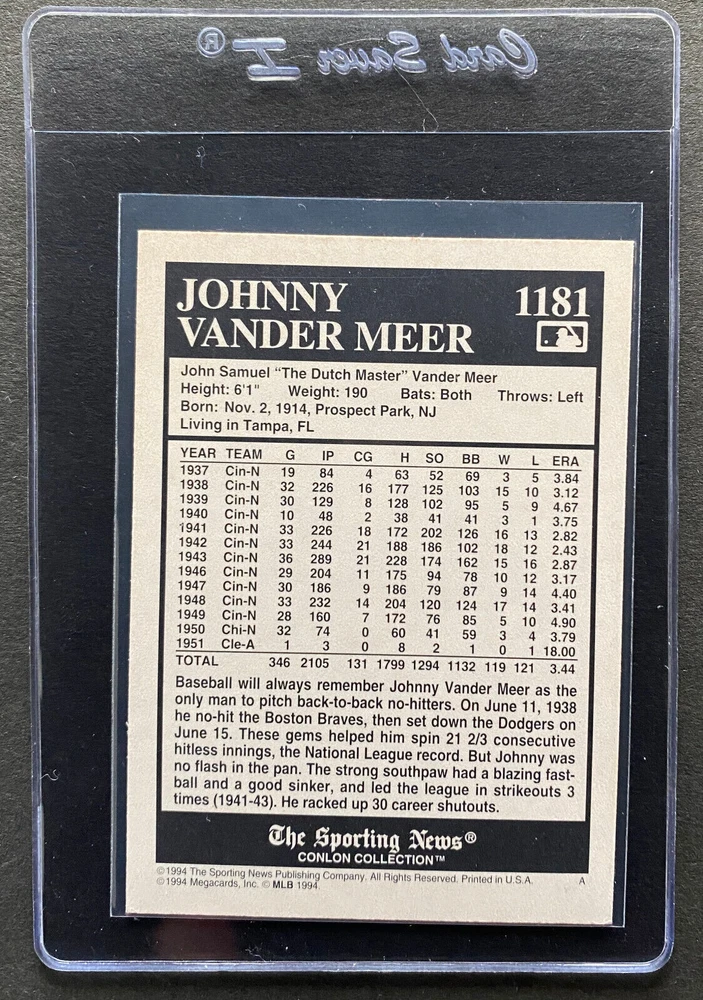 Card Saver I ®
JOHNNY 1181
VANDER MEER
John Samuel “The Dutch Master” Vander Meer
Height: 6'1" Weight: 190 Bats: Both Throws: Left
Born: Nov. 2, 1914, Prospect Park, NJ
Living in Tampa, FL
YEAR TEAM G IP CG H SO BB W L ERA
1937 Cin-N 19 84 4 63 52 69 3 5 3.84
1938 Cin-N 32 226 16 177 125 103 15 10 3.12
1939 Cin-N 30 129 8 128 102 95 5 9 4.67
1940 Cin-N 10 48 2 38 41 41 3 1 3.75
1941 Cin-N 33 226 18 172 202 126 16 13 2.82
1942 Cin-N 33 244 21 188 186 102 18 12 2.43
1943 Cin-N 36 289 21 228 174 162 15 16 2.87
1946 Cin-N 29 204 11 175 94 78 10 12 3.17
1947 Cin-N 30 186 9 186 79 87 9 14 4.40
1948 Cin-N 33 232 14 204 120 124 17 14 3.41
1949 Cin-N 28 160 7 172 76 85 5 10 4.90
1950 Chi-N 32 74 0 60 41 59 3 4 3.79
1951 Cle-A 1 3 0 8 2 1 0 1 18.00
TOTAL 346 2105 131 1799 1294 1132 119 121 3.44
Baseball will always remember Johnny Vander Meer as the
only man to pitch back-to-back no-hitters. On June 11, 1938
he no-hit the Boston Braves, then set down the Dodgers on
June 15. These gems helped him spin 21 2/3 consecutive
hitless innings, the National League record. But Johnny was
no flash in the pan. The strong southpaw had a blazing fast-
ball and a good sinker, and led the league in strikeouts 3
times (1941-43). He racked up 30 career shutouts.
The Sporting News®
CONLON COLLECTION™
©1994 The Sporting News Publishing Company. All Rights Reserved. Printed in U.S.A. A
©1994 Megacards, Inc. © MLB 1994